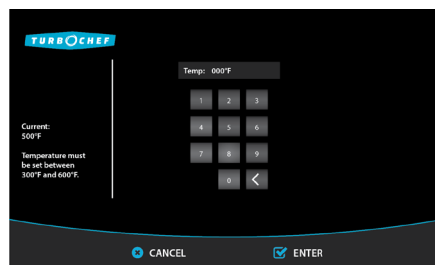 TURBOCHEF
Temp: 000°F
1 2 3
4 5 6
7 8 9
0 <
Current:
500°F
Temperature must
be set between
300°F and 600°F.
CANCEL
ENTER